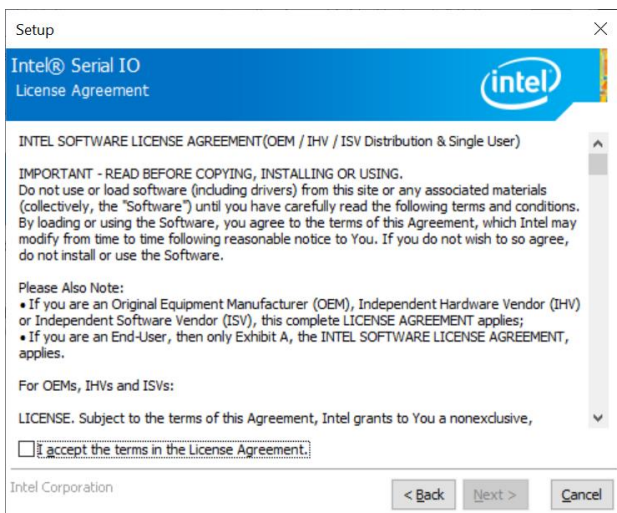 Setup
Intel® Serial IO
License Agreement
intel
INTEL SOFTWARE LICENSE AGREEMENT(OEM / IHV / ISV Distribution & Single User)
IMPORTANT - READ BEFORE COPYING, INSTALLING OR USING.
Do not use or load software (including drivers) from this site or any associated materials
(collectively, the "Software") until you have carefully read the following terms and conditions.
By loading or using the Software, you agree to the terms of this Agreement, which Intel may
modify from time to time following reasonable notice to You. If you do not wish to so agree,
do not install or use the Software.
Please Also Note:
• If you are an Original Equipment Manufacturer (OEM), Independent Hardware Vendor (IHV)
or Independent Software Vendor (ISV), this complete LICENSE AGREEMENT applies;
• If you are an End-User, then only Exhibit A, the INTEL SOFTWARE LICENSE AGREEMENT,
applies.
For OEMs, IHVs and ISVs:
LICENSE. Subject to the terms of this Agreement, Intel grants to You a nonexclusive,
I accept the terms in the License Agreement.
Intel Corporation
< Back Next > Cancel